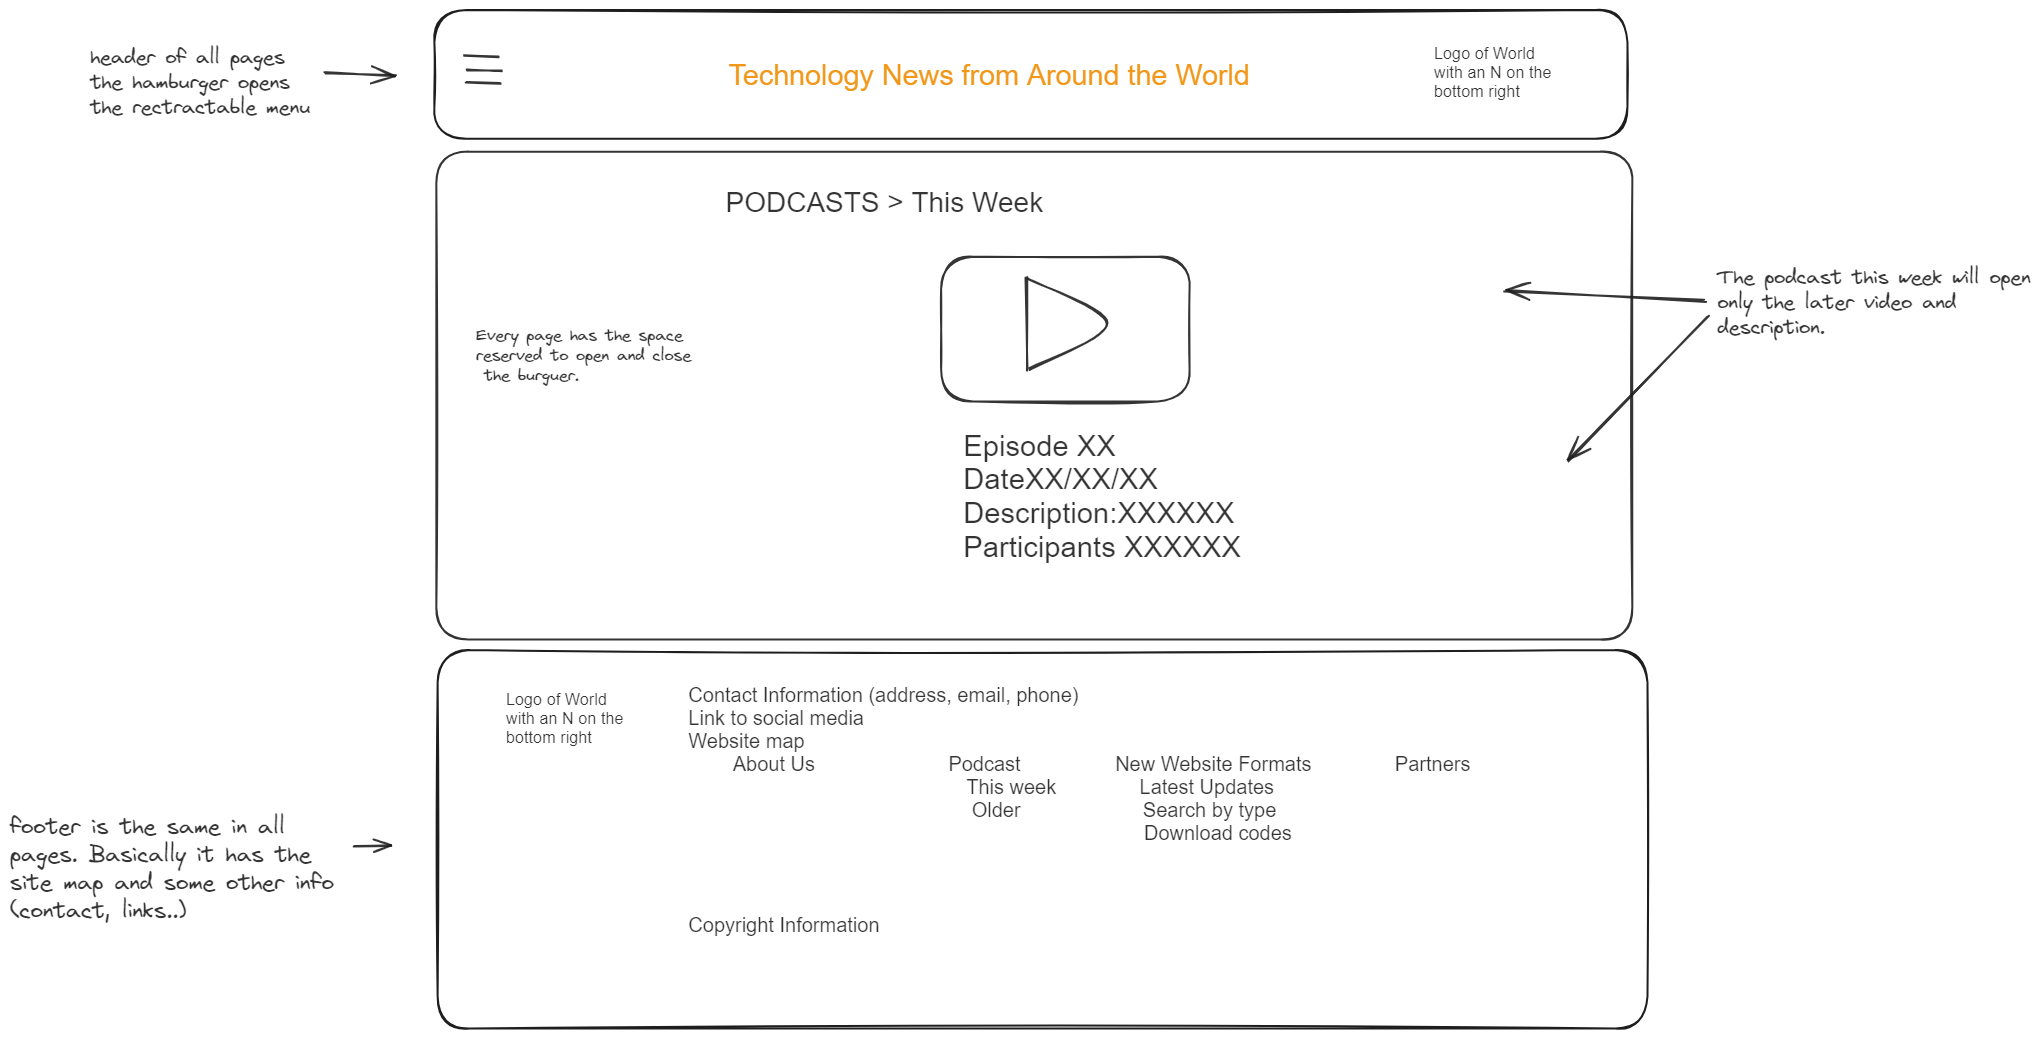 header of all pages
the hamburger opens
the rectractable menu
Technology News from Around the World
Logo of World
with an N on the
bottom right
PODCASTS > This Week
Every page has the space
reserved to open and close
the burguer.
The podcast this week will open
only the later video and
description.
Episode XX
DateXX/XX/XX
Description:XXXXXX
Participants XXXXXX
Logo of World
with an N on the
bottom right
Contact Information (address, email, phone)
Link to social media
Website map
About Us
Podcast
This week
Older
New Website Formats
Latest Updates
Search by type
Download codes
Partners
footer is the same in all
pages. Basically it has the
site map and some other info
(contact, links..)
Copyright Information